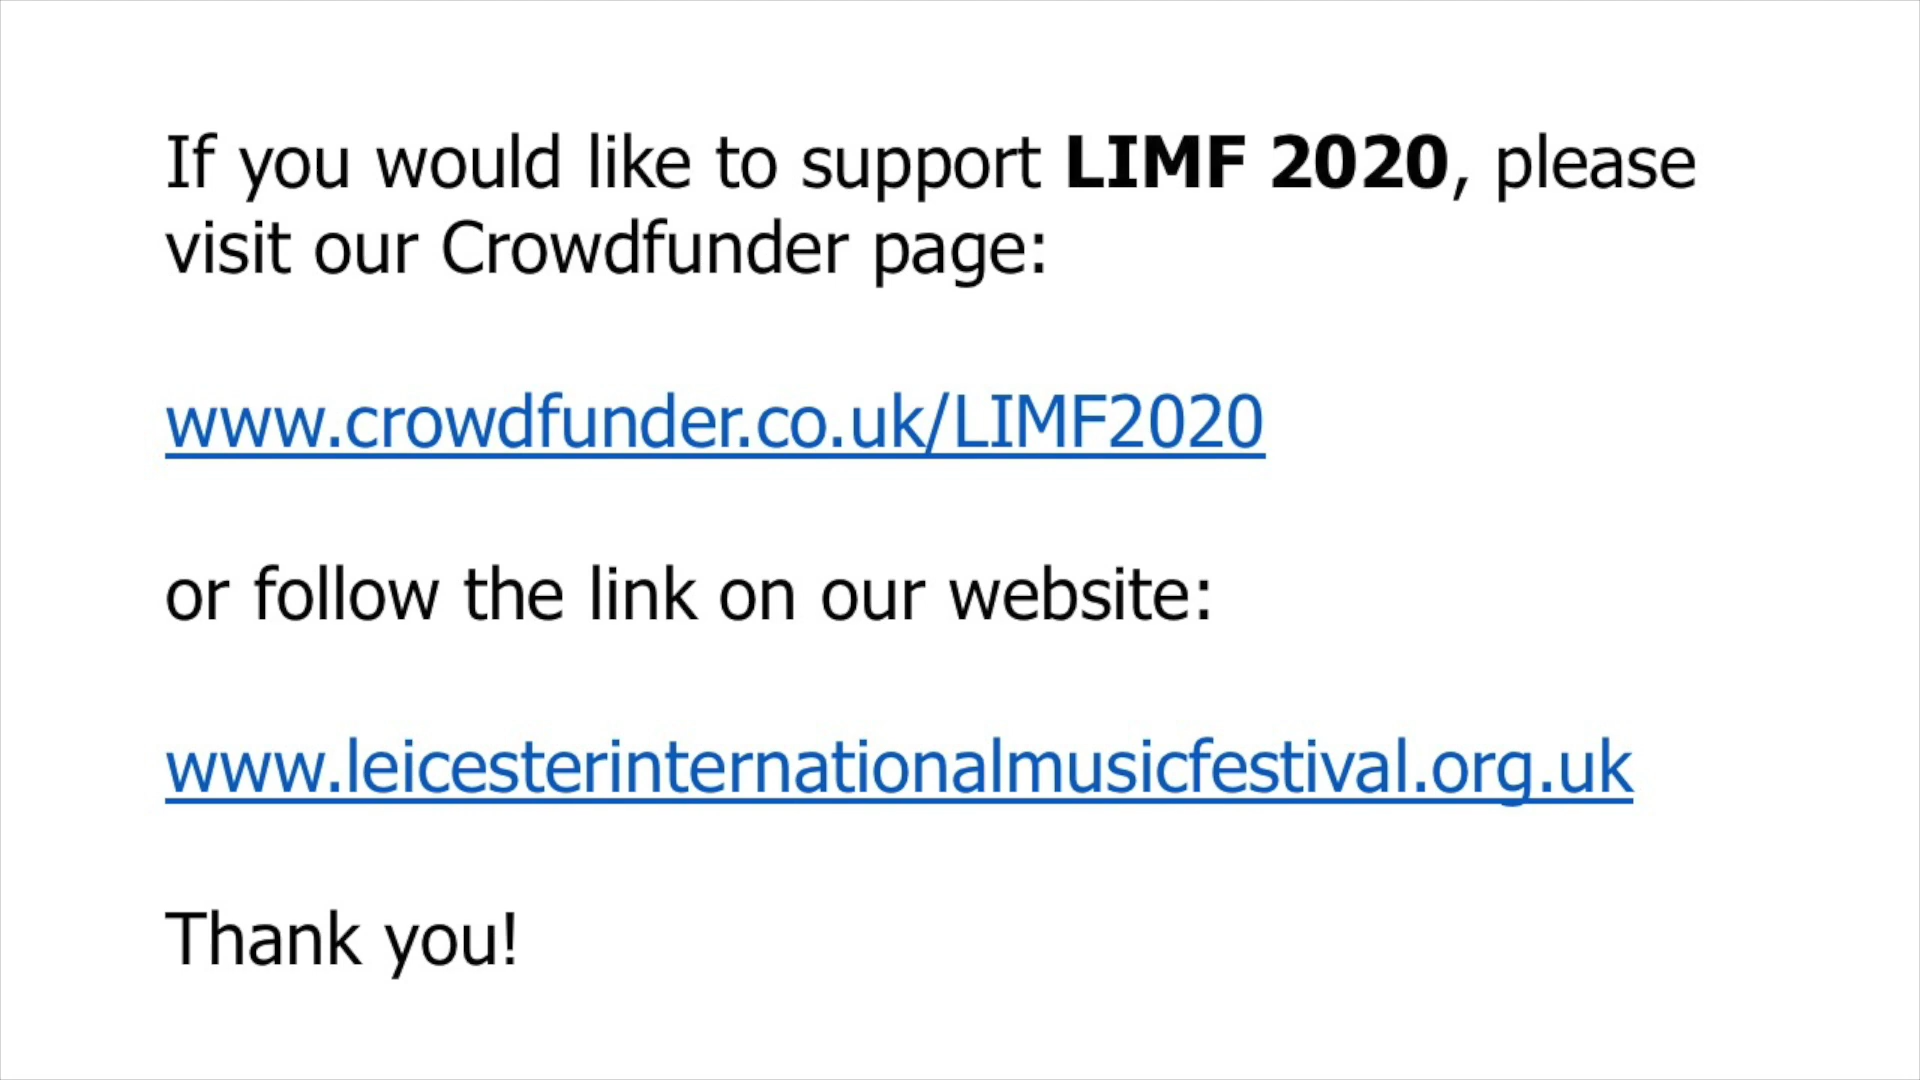 If you would like to support LIMF 2020, please
visit our Crowdfunder page:
www.crowdfunder.co.uk/LIMF2020
or follow the link on our website:
www.leicesterinternationalmusicfestival.org.uk
Thank you!